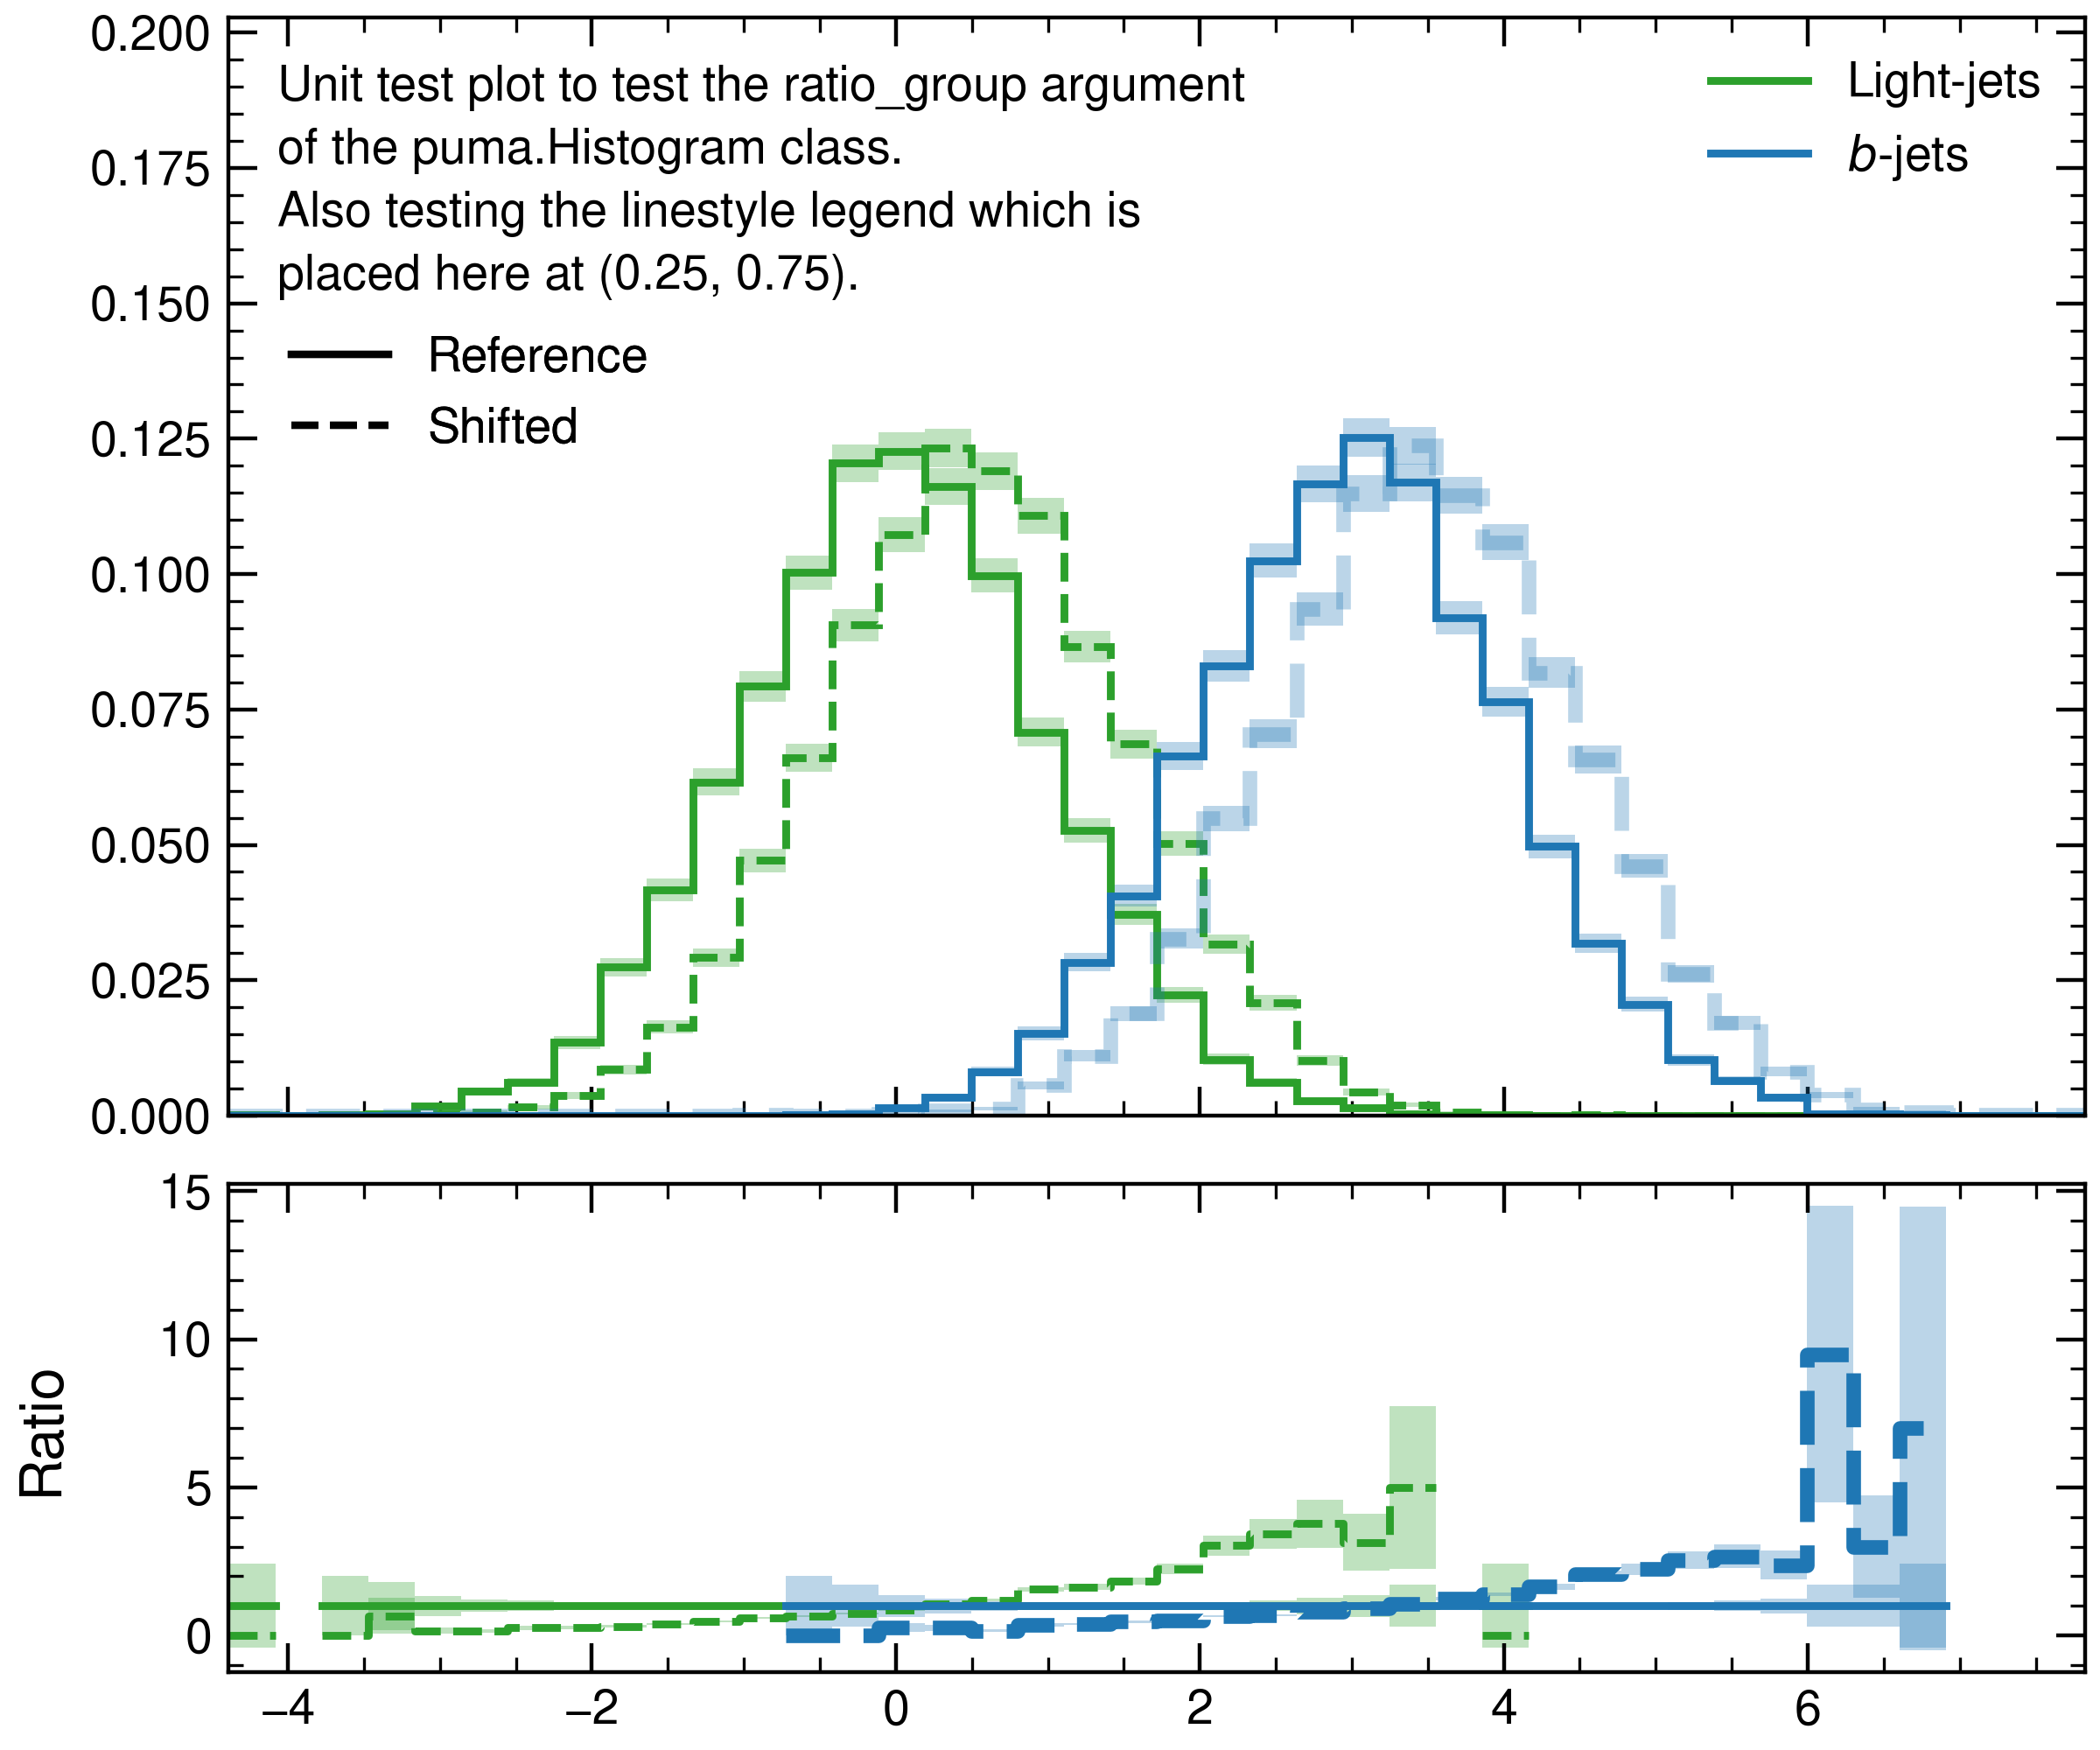 0.200
0.175
0.150
0.125
0.100
0.075
0.050
0.025
0.000
Unit test plot to test the ratio_group argument
of the puma.Histogram class.
Also testing the linestyle legend which is
placed here at (0.25, 0.75).
Reference
Shifted
Light-jets
b-jets
Ratio
15
10
5
0
−4
−2
0
2
4
6